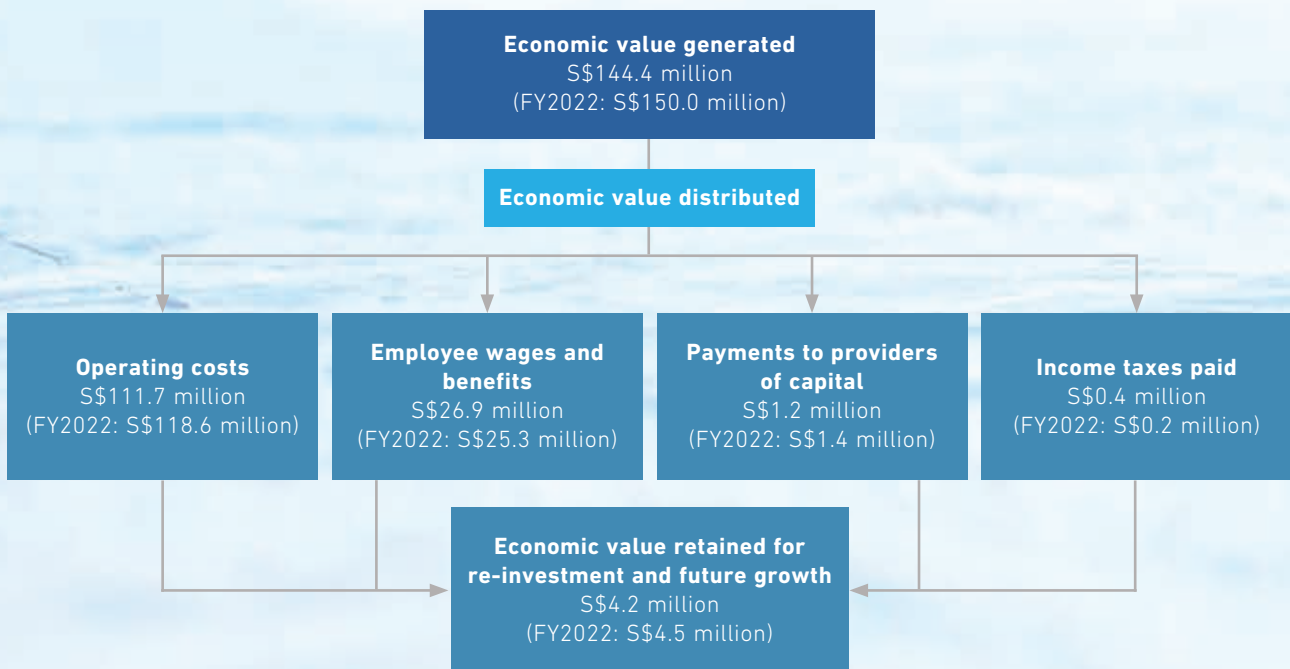 Economic value generated
S$144.4 million
(FY2022: S$150.0 million)
Economic value distributed
Operating costs
S$111.7 million
(FY2022: S$118.6 million)
Employee wages and
benefits
S$26.9 million
(FY2022: S$25.3 million)
Payments to providers
of capital
S$1.2 million
(FY2022: S$1.4 million)
Income taxes paid
S$0.4 million
(FY2022: S$0.2 million)
Economic value retained for
re-investment and future growth
S$4.2 million
(FY2022: S$4.5 million)